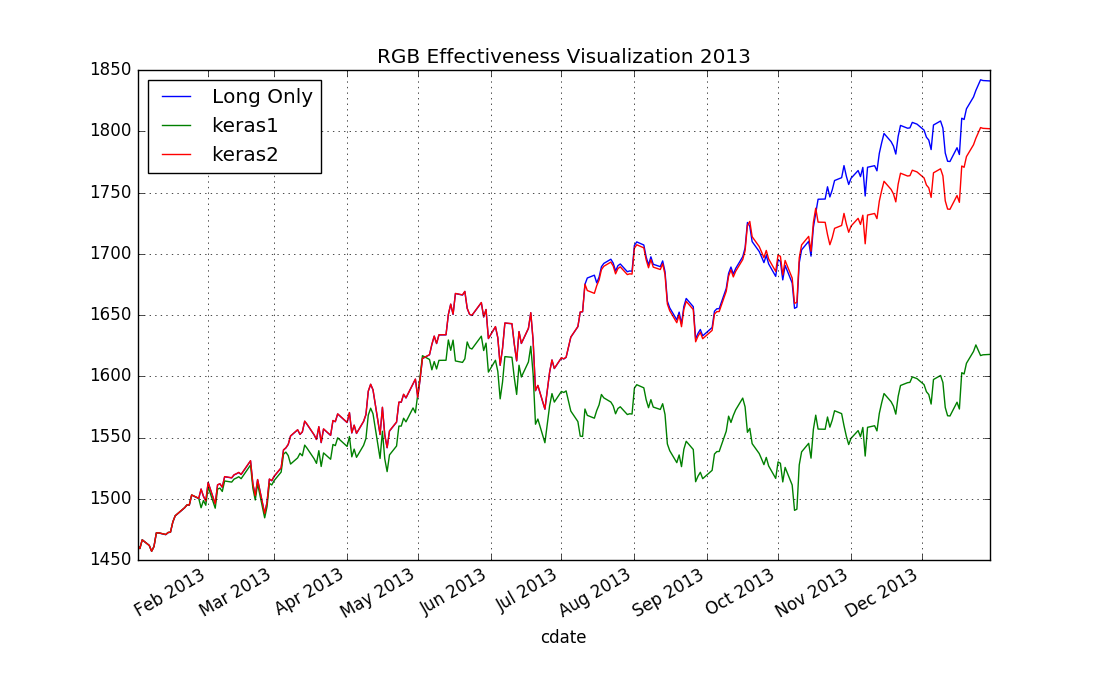 RGB Effectiveness Visualization 2013
1850
1800
1750
1700
1650
1600
1550
1500
1450
Long Only
keras1
keras2
Feb 2013
Mar 2013
Apr 2013
May 2013
Jun 2013
Jul 2013
Aug 2013
Sep 2013
Oct 2013
Nov 2013
Dec 2013
cdate